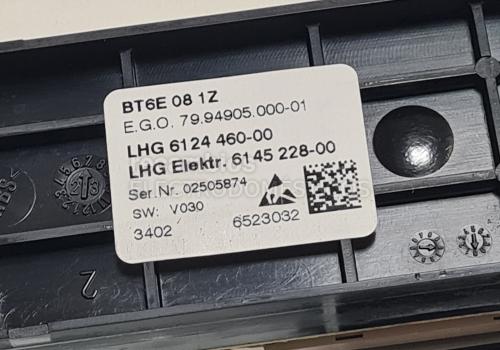 BT6E 08 1Z
E.G.O. 79.94905.000-01
LHG 6124 460-00
LHG Elektr. 6145 228-00
Ser Nr. 02505874
SW: V030
3402 6523032
2